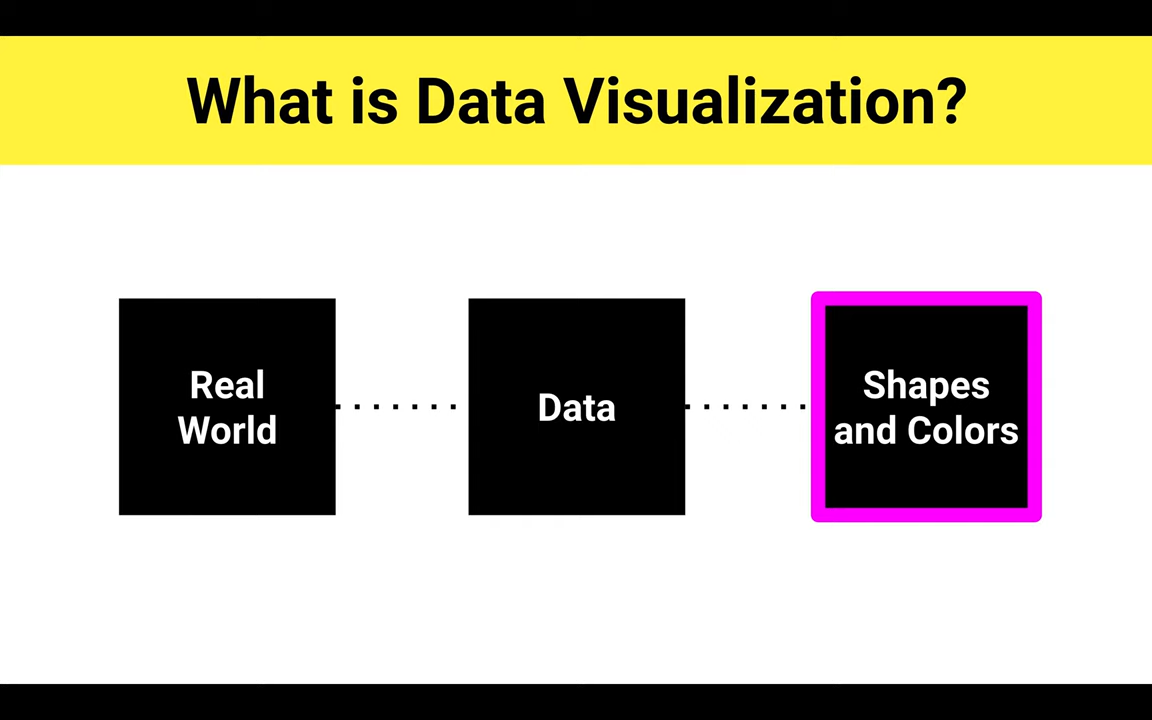 What is Data Visualization?
Real
World
Data
Shapes
and Colors